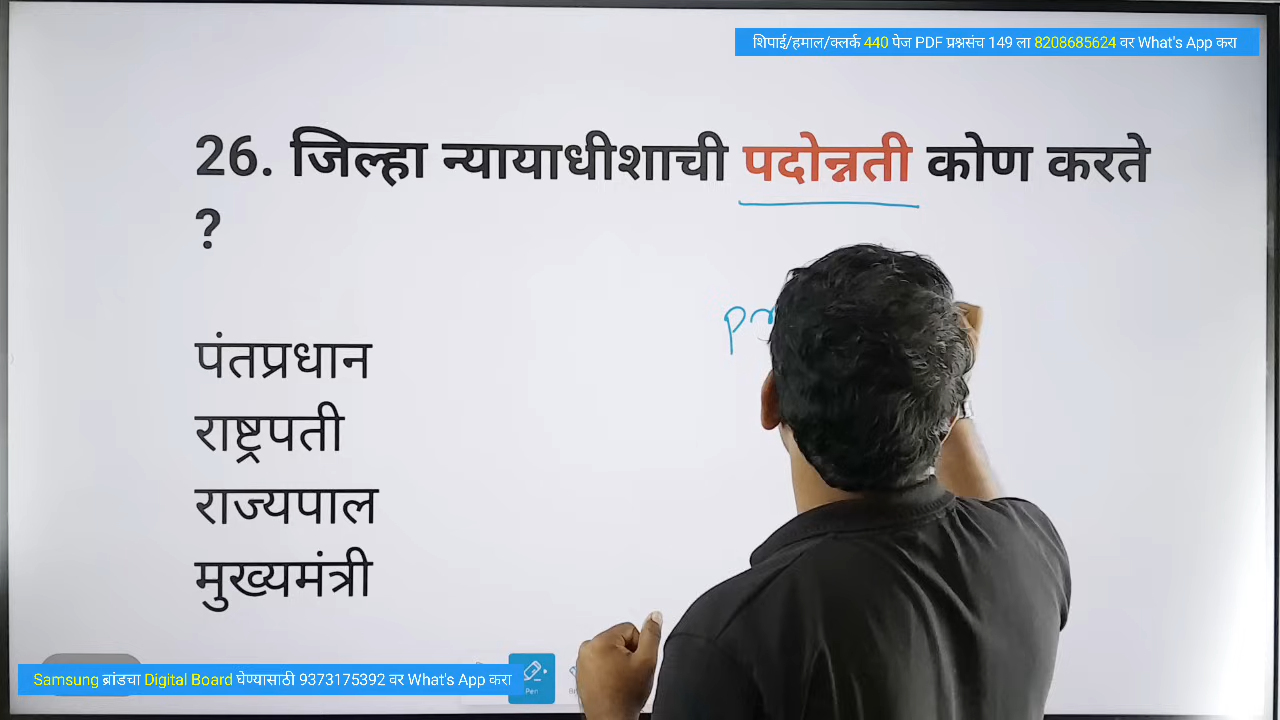 शिपाई/हमाल/क्लर्क 440 पेज PDF प्रश्नसंच 149 ला 8208685624 वर What's App करा
26. जिल्हा न्यायाधीशाची पदोन्नती कोण करते
?
पंतप्रधान
राष्ट्रपती
राज्यपाल
मुख्यमंत्री
Samsung ब्रांडचा Digital Board घेण्यासाठी 9373175392 वर What's App करा
Pen